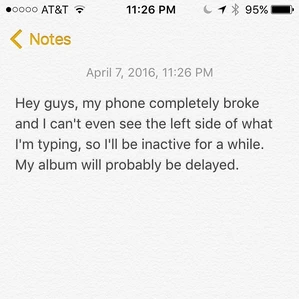 AT&T 11:26 PM 95%
Notes
April 7, 2016, 11:26 PM
Hey guys, my phone completely broke
and I can't even see the left side of what
I'm typing, so I'll be inactive for a while.
My album will probably be delayed.